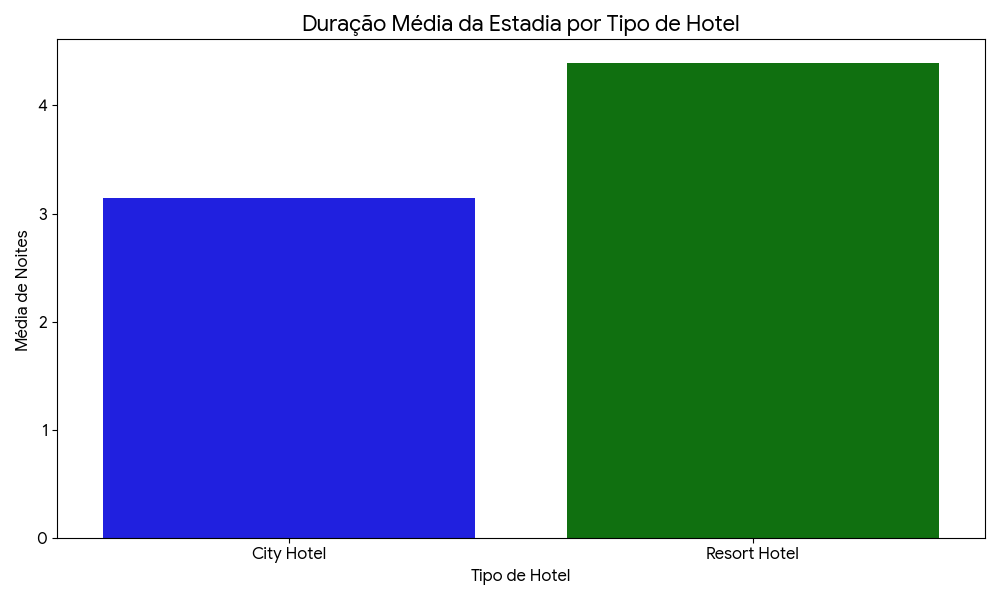 Duração Média da Estadia por Tipo de Hotel
Média de Noites
4
3
2
1
0
City Hotel
Resort Hotel
Tipo de Hotel